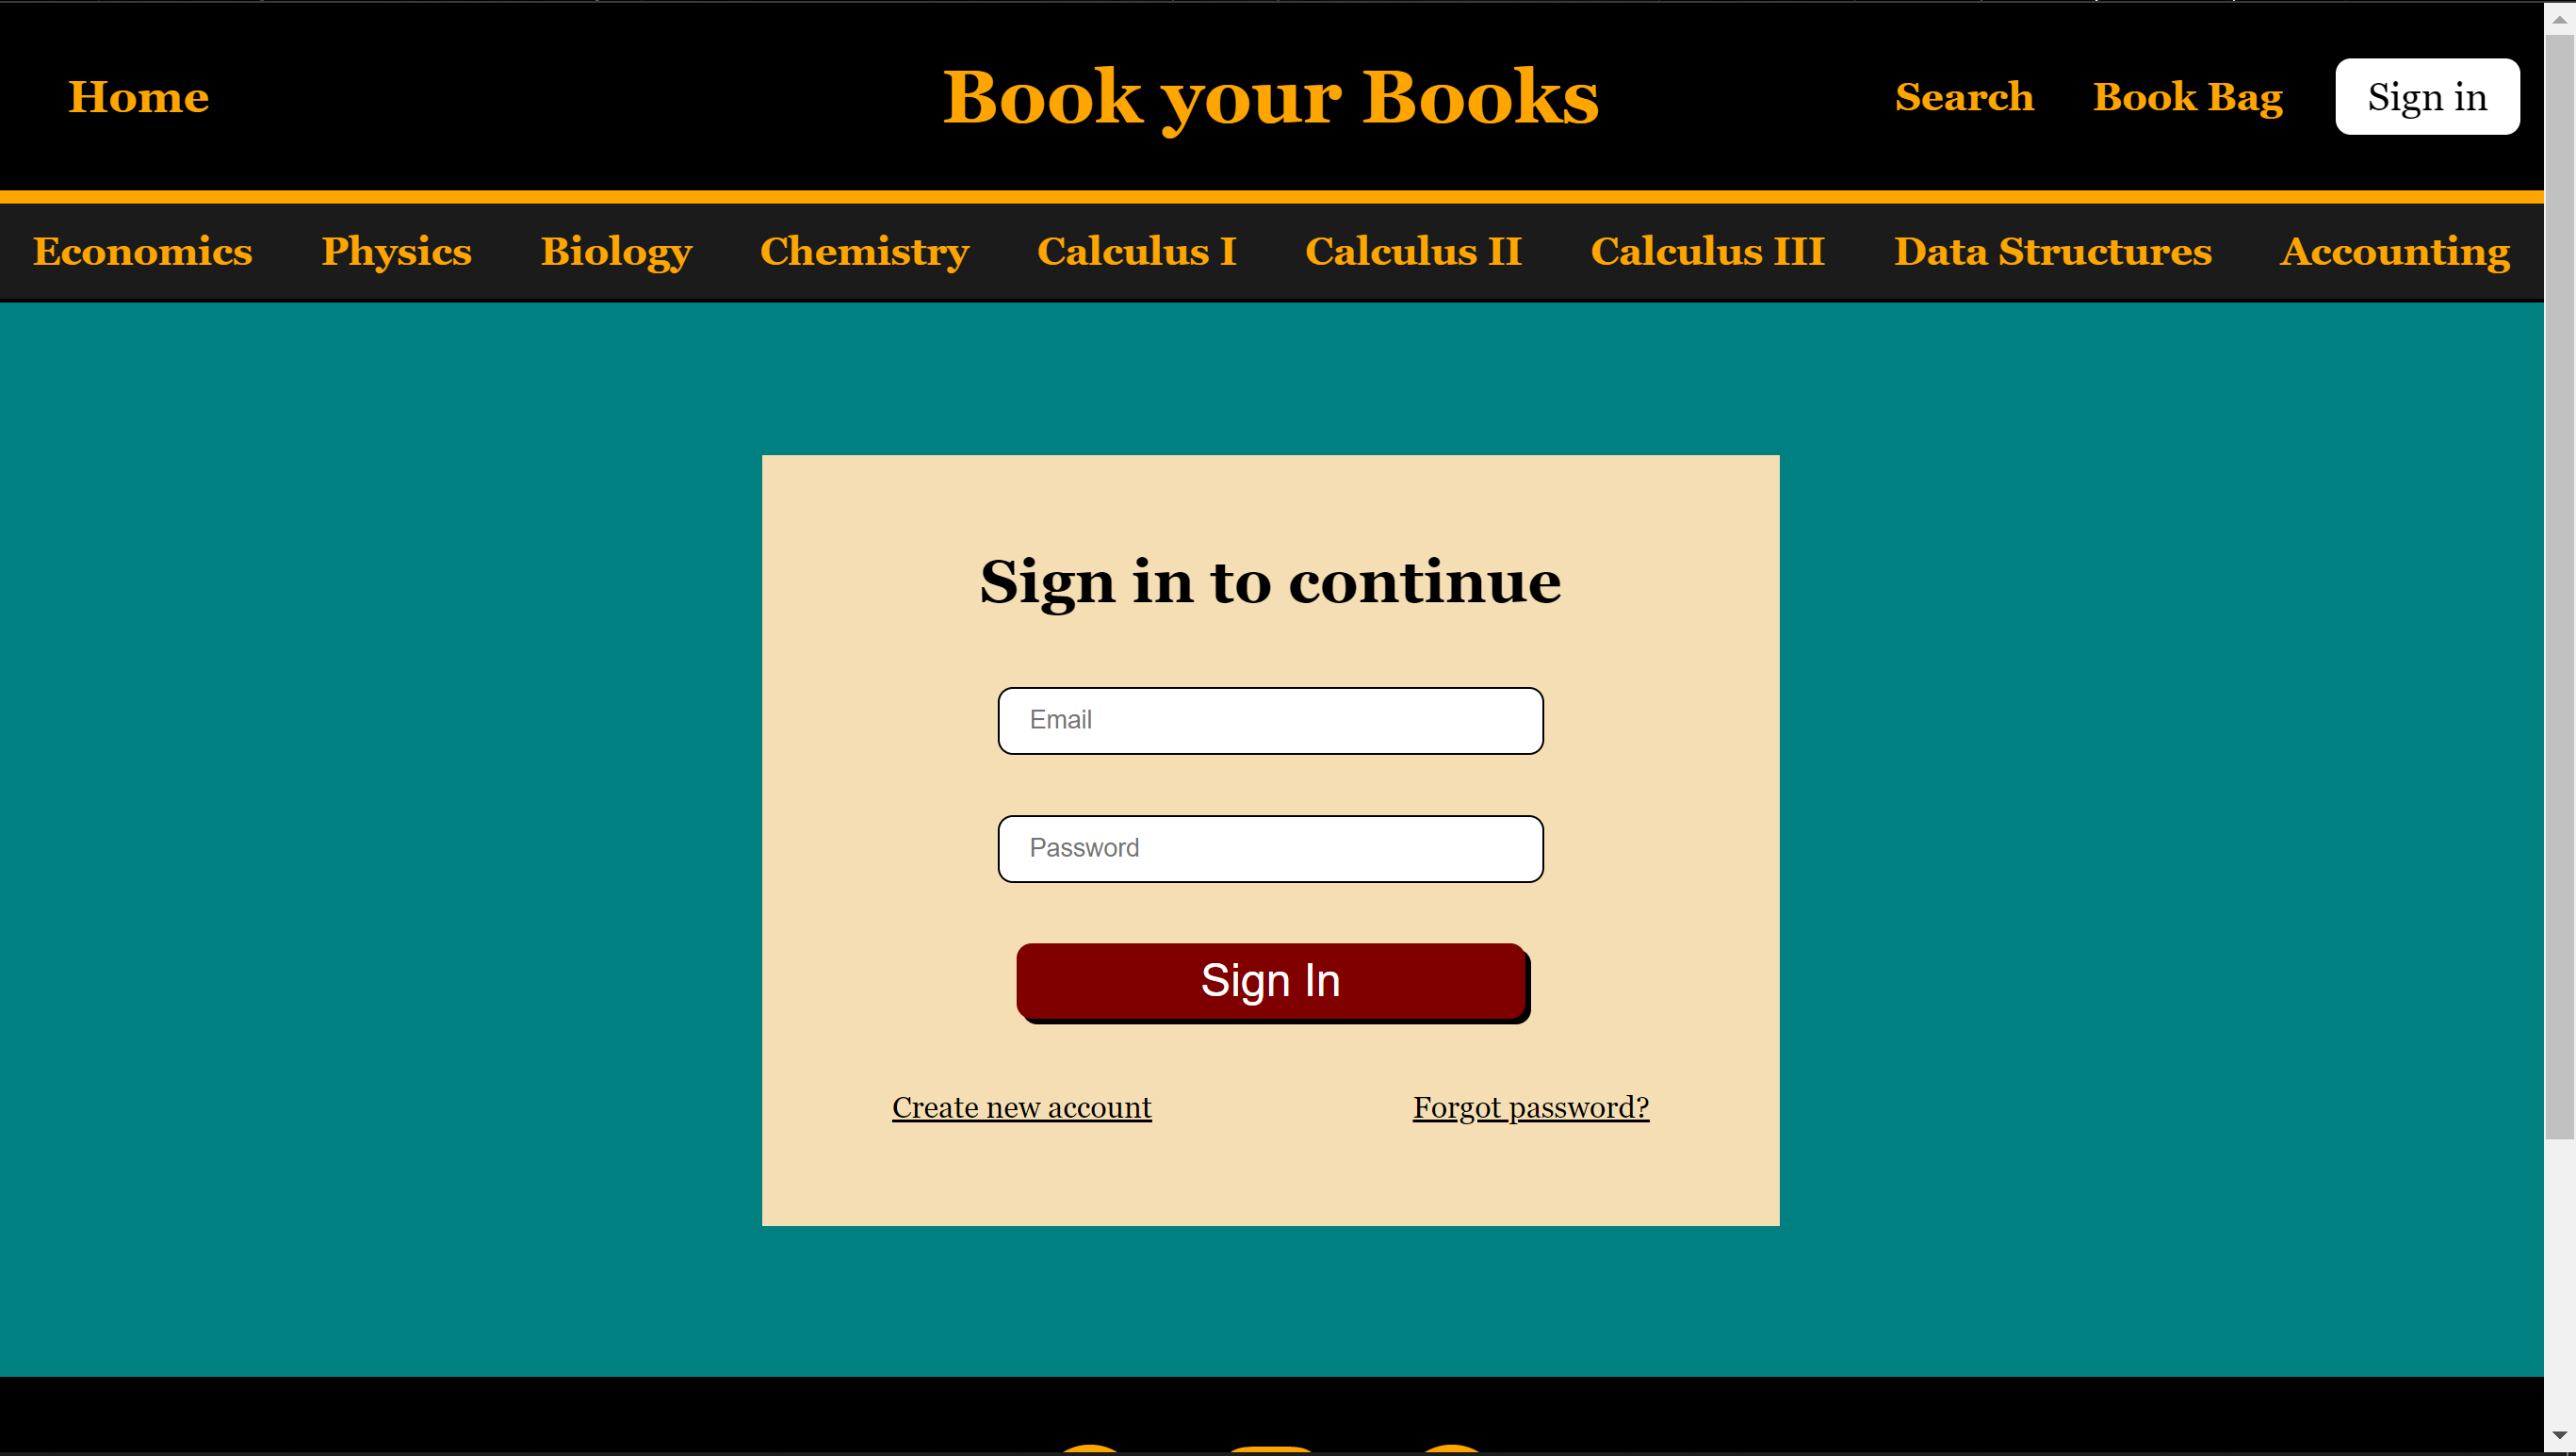 Home Book your Books Search Book Bag Sign in
Economics Physics Biology Chemistry Calculus I Calculus II Calculus III Data Structures Accounting
Sign in to continue
Email
Password
Sign In
Create new account Forgot password?